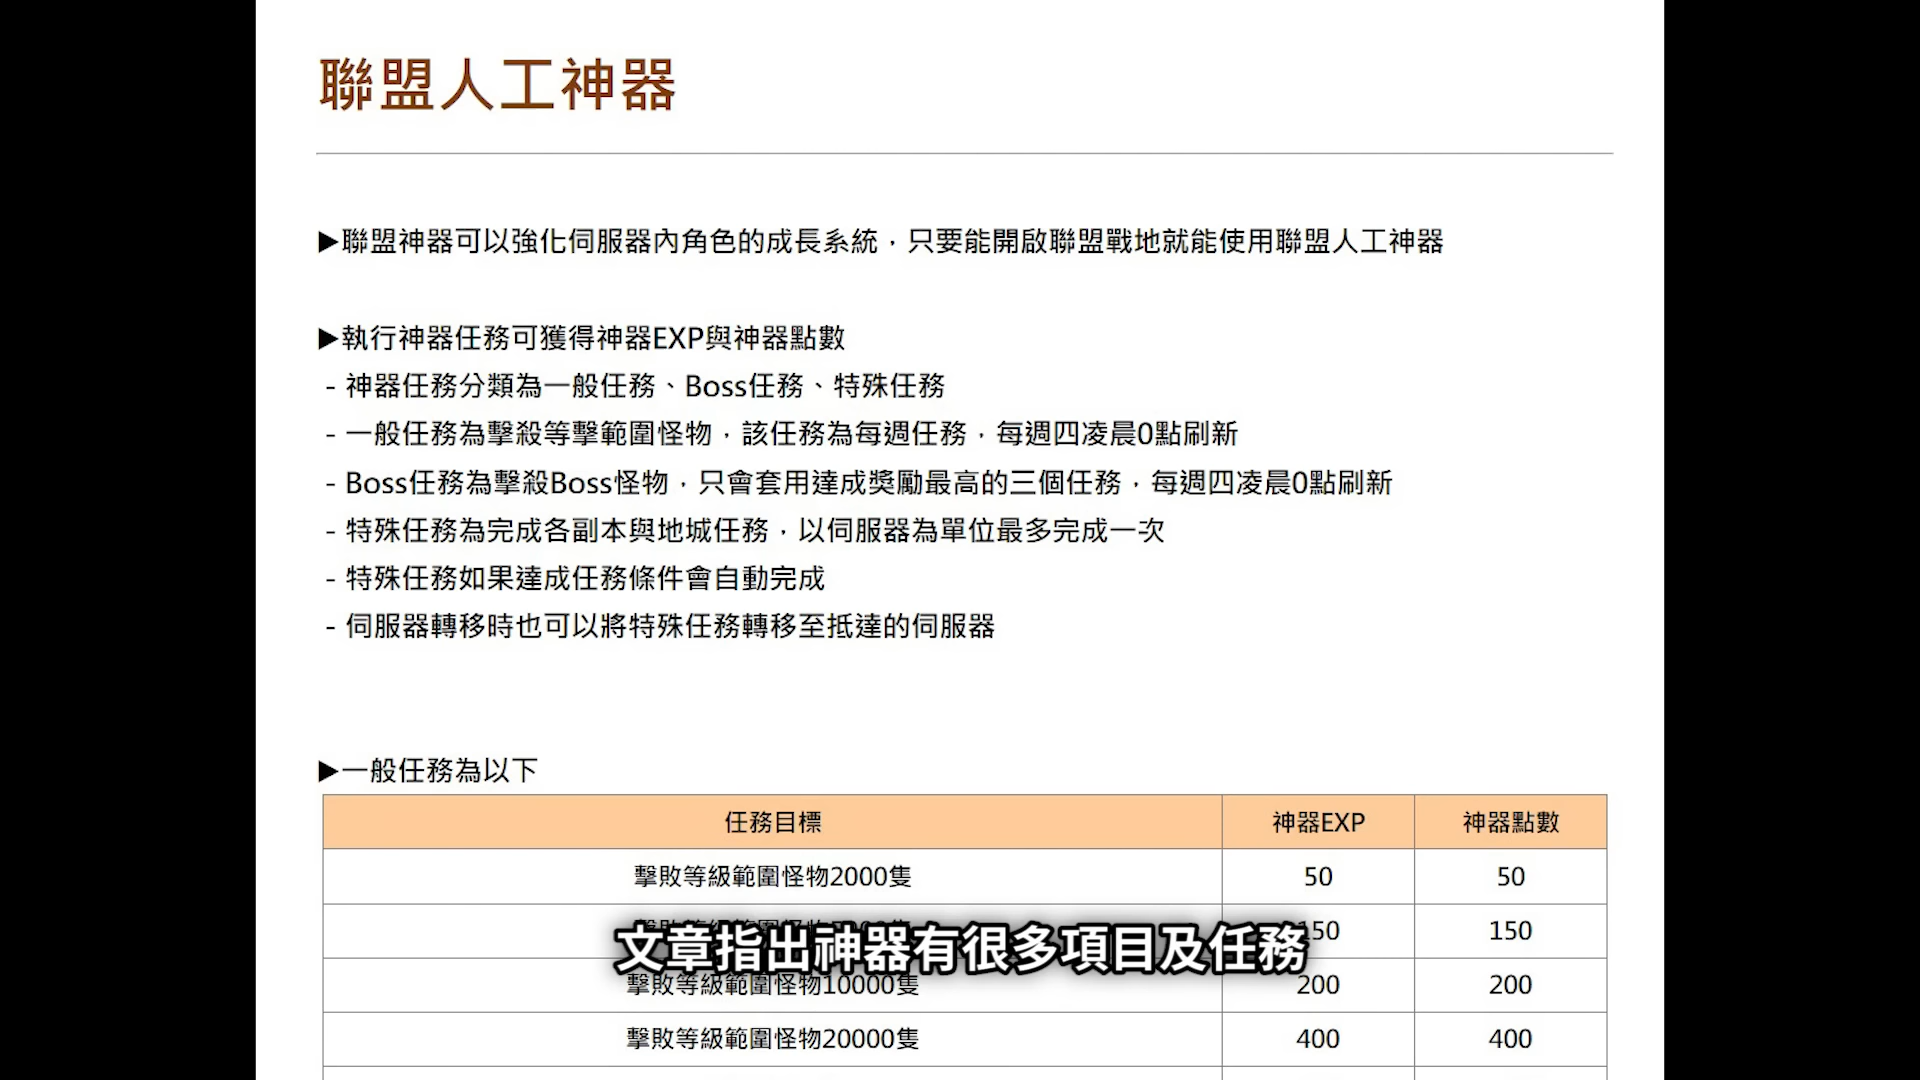 聯盟人工神器
▶聯盟神器可以強化伺服器內角色的成長系統，只要能開啟聯盟戰地就能使用聯盟人工神器
▶執行神器任務可獲得神器EXP與神器點數
- 神器任務分類為一般任務、Boss任務、特殊任務
- 一般任務為擊殺等擊範圍怪物，該任務為每週任務，每週四凌晨0點刷新
- Boss任務為擊殺Boss怪物，只會套用達成獎勵最高的三個任務，每週四凌晨0點刷新
- 特殊任務為完成各副本與地城任務，以伺服器為單位最多完成一次
- 特殊任務如果達成任務條件會自動完成
- 伺服器轉移時也可以將特殊任務轉移至抵達的伺服器
▶一般任務為以下
任務目標 神器EXP 神器點數
擊敗等級範圍怪物2000隻 50 50
150 150
文章指出神器有很多項目及任務
擊敗等級範圍怪物10000隻 200 200
擊敗等級範圍怪物20000隻 400 400